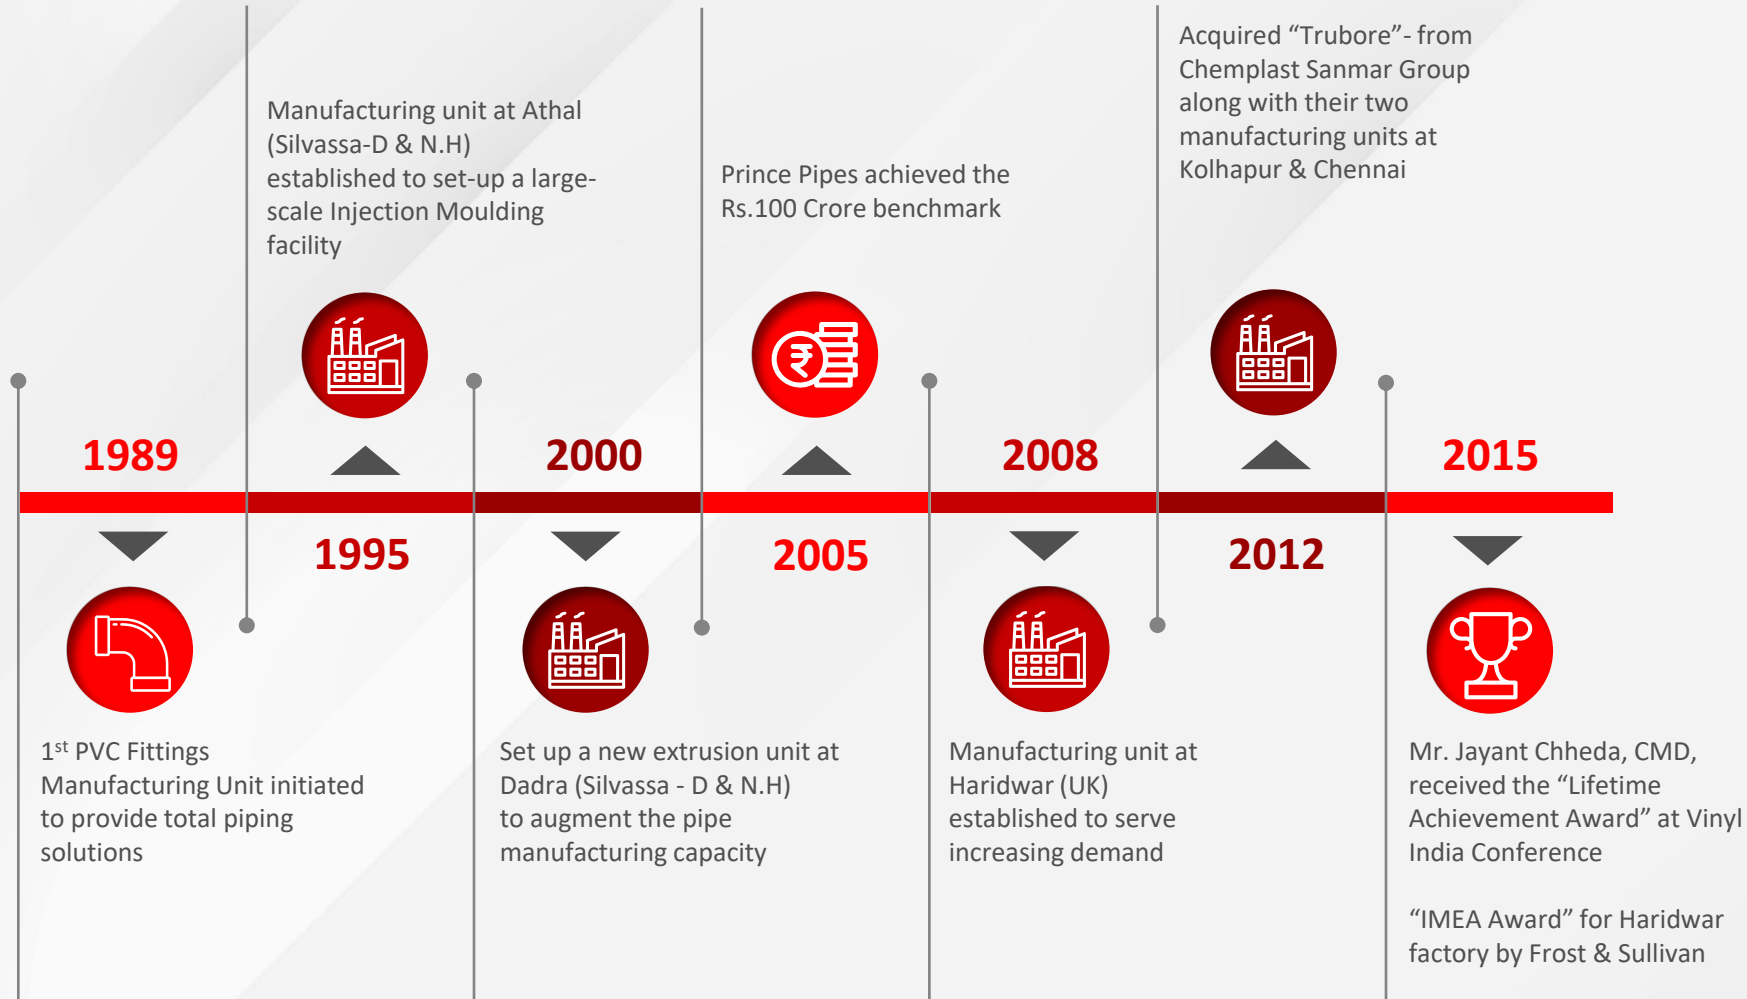 1989
1st PVC Fittings
Manufacturing Unit initiated
to provide total piping
solutions
Manufacturing unit at Athal
(Silvassa-D & N.H)
established to set-up a large-
scale Injection Moulding
facility
1995
2000
Set up a new extrusion unit at
Dadra (Silvassa - D & N.H)
to augment the pipe
manufacturing capacity
Prince Pipes achieved the
Rs.100 Crore benchmark
₹
2005
2008
Manufacturing unit at
Haridwar (UK)
established to serve
increasing demand
Acquired “Trubore”- from
Chemplast Sanmar Group
along with their two
manufacturing units at
Kolhapur & Chennai
2012
2015
Mr. Jayant Chheda, CMD,
received the “Lifetime
Achievement Award” at Vinyl
India Conference
“IMEA Award” for Haridwar
factory by Frost & Sullivan